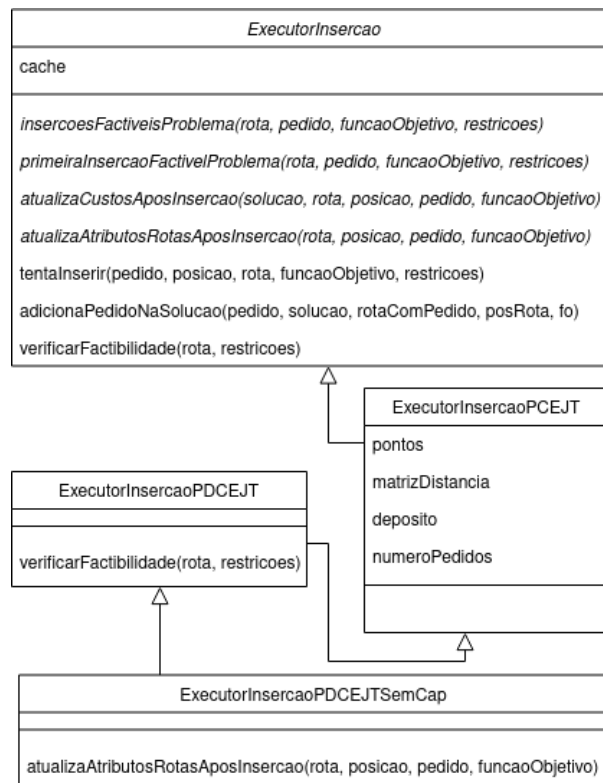 ExecutorInsercao
cache
insercoesFactiveisProblema(rota, pedido, funcaoObjetivo, restricoes)
primeiraInsercaoFactivelProblema(rota, pedido, funcaoObjetivo, restricoes)
atualizaCustosAposInsercao(solucao, rota, posicao, pedido, funcaoObjetivo)
atualizaAtributosRotasAposInsercao(rota, posicao, pedido, funcaoObjetivo)
tentaInserir(pedido, posicao, rota, funcaoObjetivo, restricoes)
adicionaPedidoNaSolucao(pedido, solucao, rotaComPedido, posRota, fo)
verificarFactibilidade(rota, restricoes)
ExecutorInsercaoPCEJT
pontos
matrizDistancia
deposito
numeroPedidos
ExecutorInsercaoPDCEJT
verificarFactibilidade(rota, restricoes)
ExecutorInsercaoPDCEJTSemCap
atualizaAtributosRotasAposInsercao(rota, posicao, pedido, funcaoObjetivo)